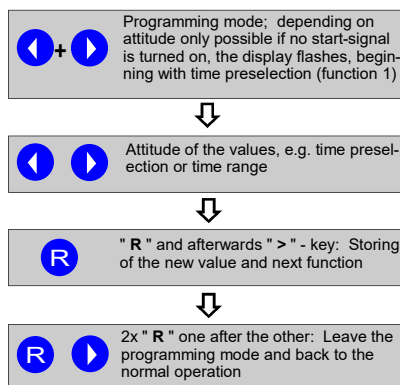 +
Programming mode; depending on
attitude only possible if no start-signal
is turned on, the display flashes, begin-
ning with time preselection (function 1)
Attitude of the values, e.g. time presel-
ection or time range
R
" R " and afterwards " > " - key: Storing
of the new value and next function
R
2x " R " one after the other: Leave the
programming mode and back to the
normal operation